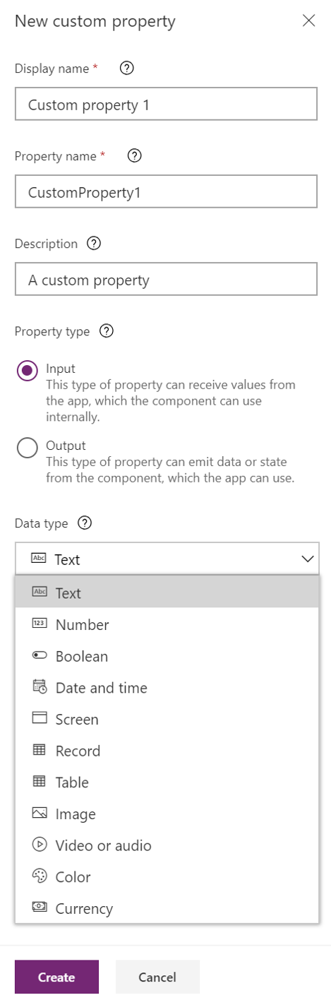 New custom property
Display name *
Custom property 1
Property name *
CustomProperty1
Description
A custom property
Property type
Input
This type of property can receive values from
the app, which the component can use
internally.
Output
This type of property can emit data or state
from the component, which the app can use.
Data type
Abc Text
Abc Text
123 Number
Boolean
Date and time
Screen
Record
Table
Image
Video or audio
Color
Currency
Create Cancel